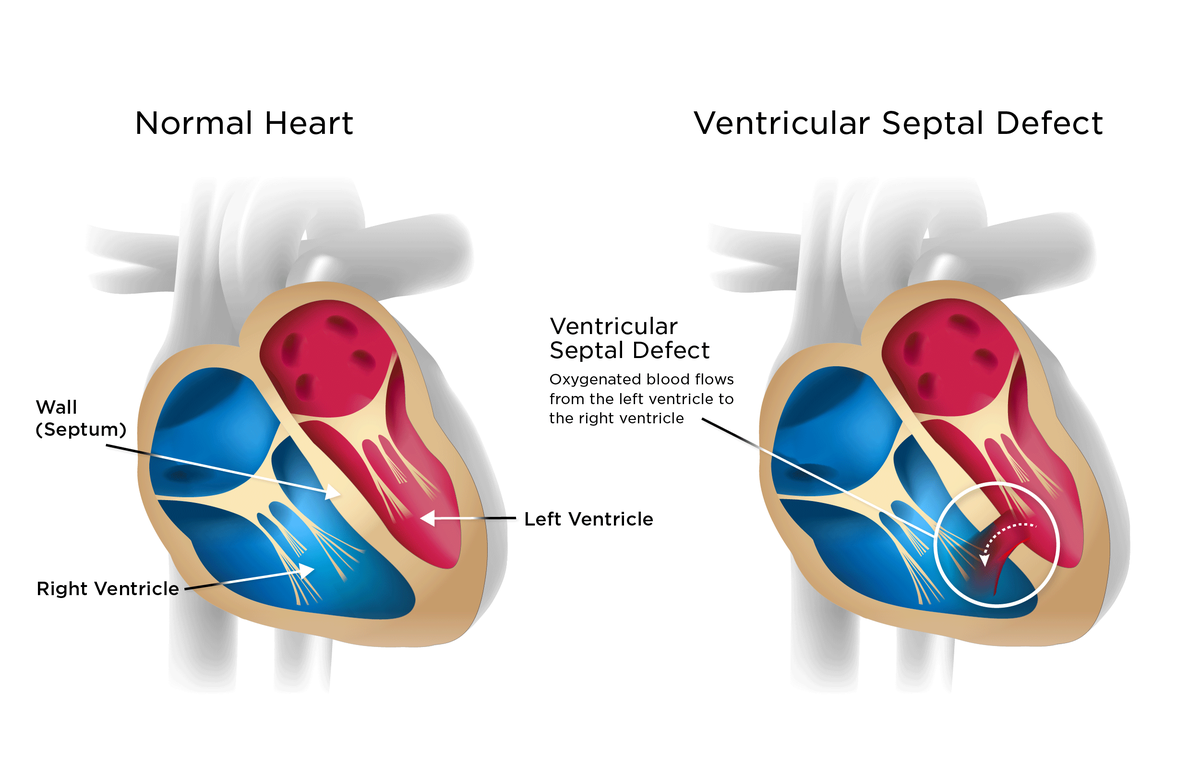 Normal Heart
Wall
(Septum)
Left Ventricle
Right Ventricle
Ventricular Septal Defect
Ventricular
Septal Defect
Oxygenated blood flows
from the left ventricle to
the right ventricle